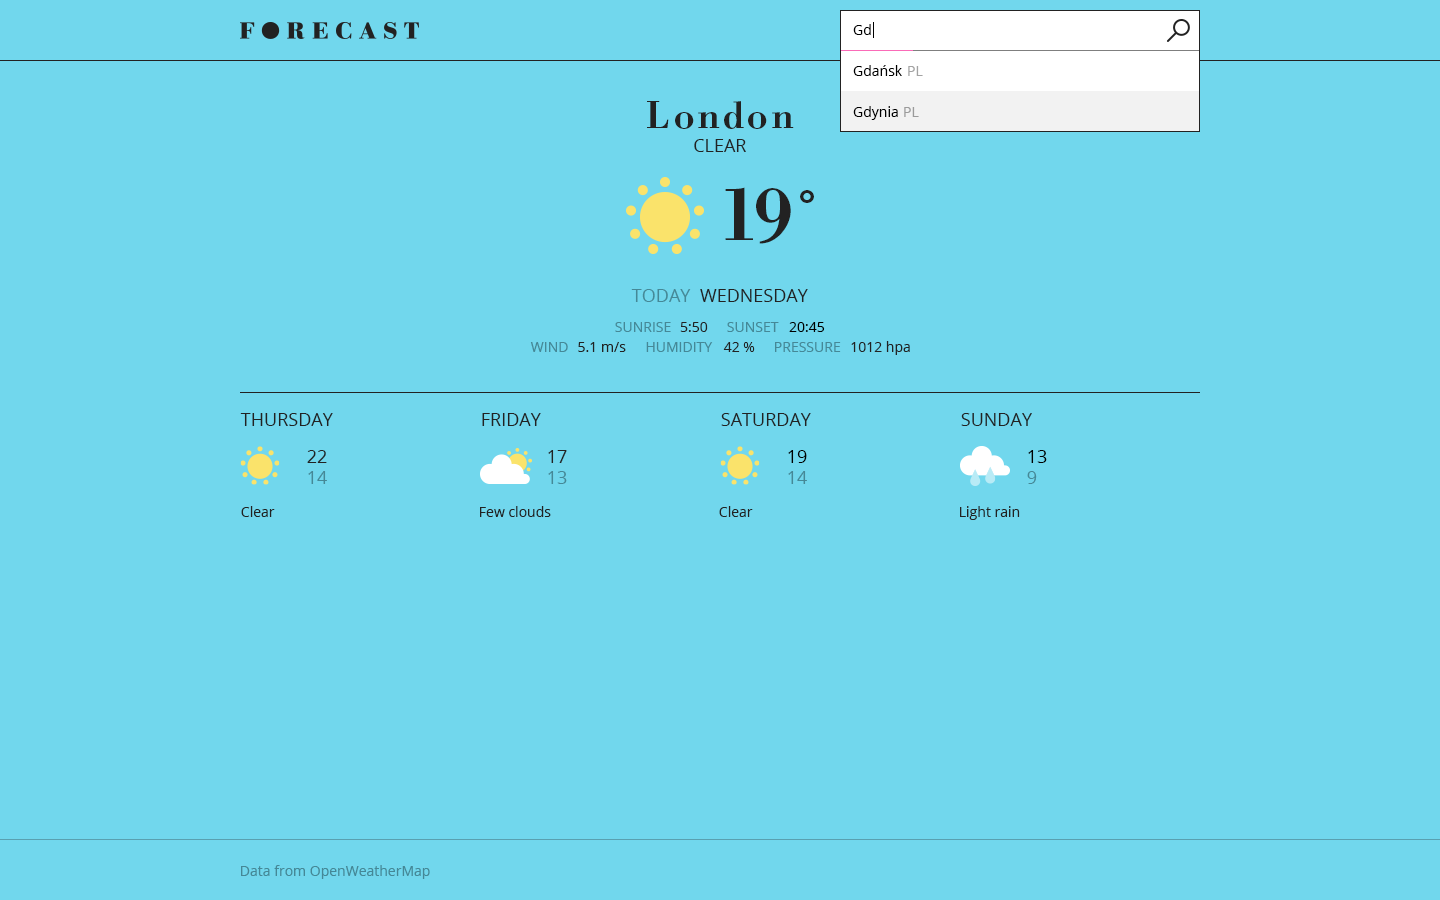 FORECAST
Gd
Gdańsk PL
Gdynia PL
London
CLEAR
19°
TODAY WEDNESDAY
SUNRISE 5:50 SUNSET 20:45
WIND 5.1 m/s HUMIDITY 42 % PRESSURE 1012 hpa
THURSDAY
22
14
Clear
FRIDAY
17
13
Few clouds
SATURDAY
19
14
Clear
SUNDAY
13
9
Light rain
Data from OpenWeatherMap